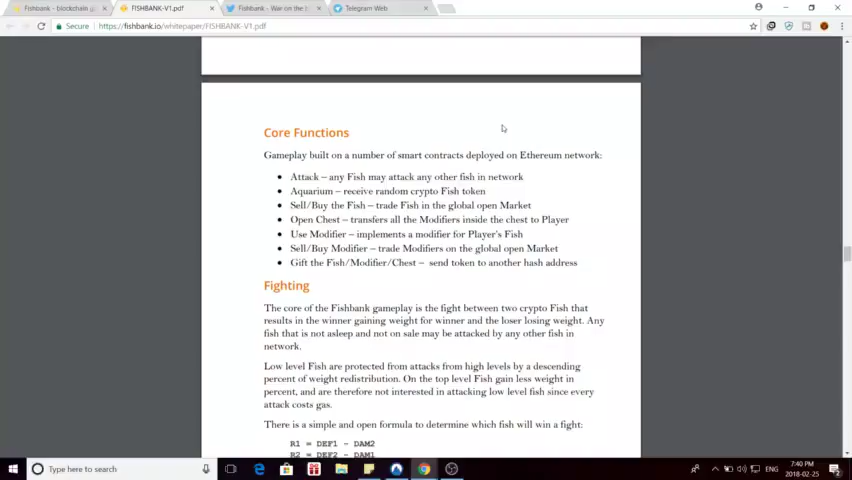 Fishbank - blockchain g
FISHBANK-V1.pdf
Fishbank - War on the b
Telegram Web
Secure
https://fishbank.io/whitepaper/FISHBANK-V1.pdf
Core Functions
Gameplay built on a number of smart contracts deployed on Ethereum network:
• Attack – any Fish may attack any other fish in network
• Aquarium – receive random crypto Fish token
• Sell/Buy the Fish – trade Fish in the global open Market
• Open Chest – transfers all the Modifiers inside the chest to Player
• Use Modifier – implements a modifier for Player's Fish
• Sell/Buy Modifier – trade Modifiers on the global open Market
• Gift the Fish/Modifier/Chest – send token to another hash address
Fighting
The core of the Fishbank gameplay is the fight between two crypto Fish that
results in the winner gaining weight for winner and the loser losing weight. Any
fish that is not asleep and not on sale may be attacked by any other fish in
network.
Low level Fish are protected from attacks from high levels by a descending
percent of weight redistribution. On the top level Fish gain less weight in
percent, and are therefore not interested in attacking low level fish since every
attack costs gas.
There is a simple and open formula to determine which fish will win a fight:
R1 = DEF1 - DAM2
R2 = DEF2 - DAM1
Type here to search
ENG
7:40 PM
2018-02-25